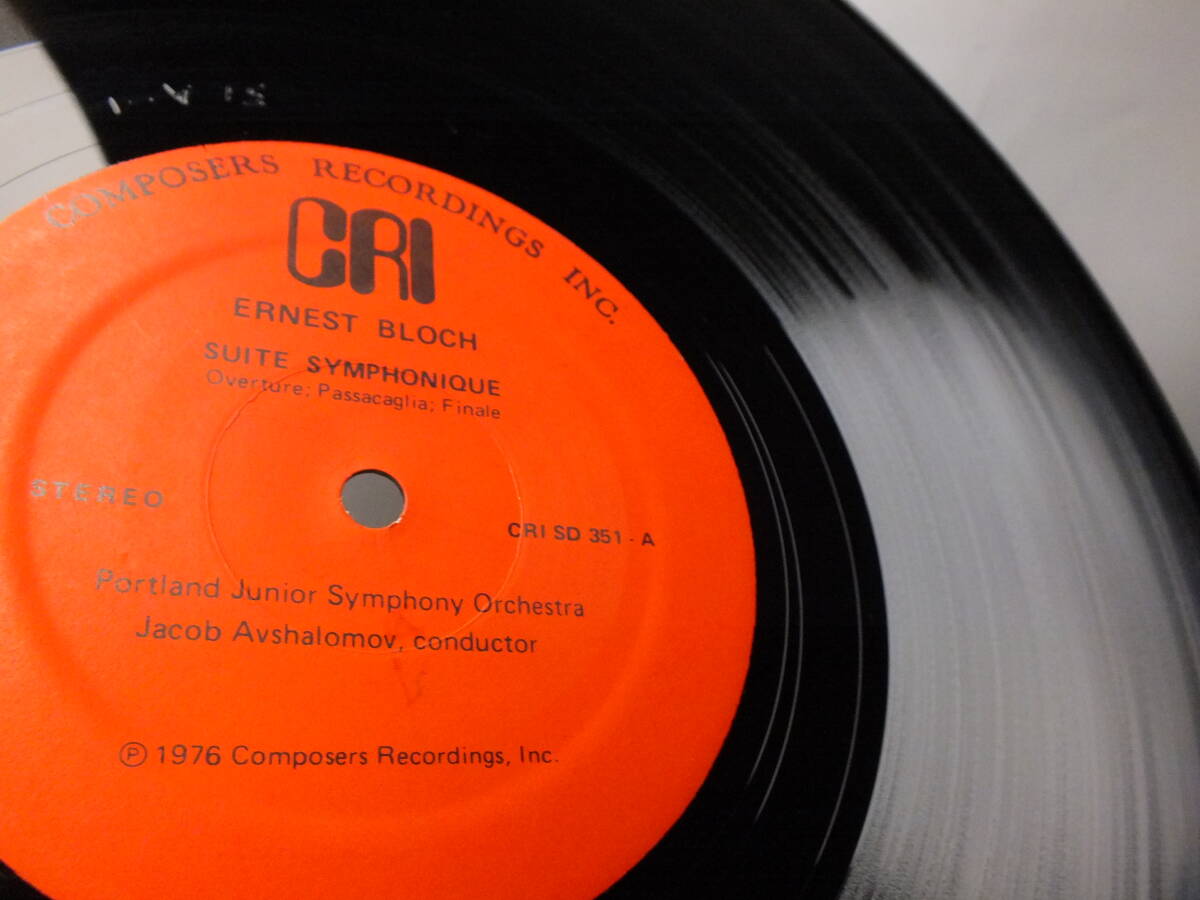 COMPOSERS RECORDINGS INC.
CRI
ERNEST BLOCH
SUITE SYMPHONIQUE
Overture; Passacaglia; Finale
STEREO
CRI SD 351 - A
Portland Junior Symphony Orchestra
Jacob Avshalomov, conductor
℗ 1976 Composers Recordings, Inc.